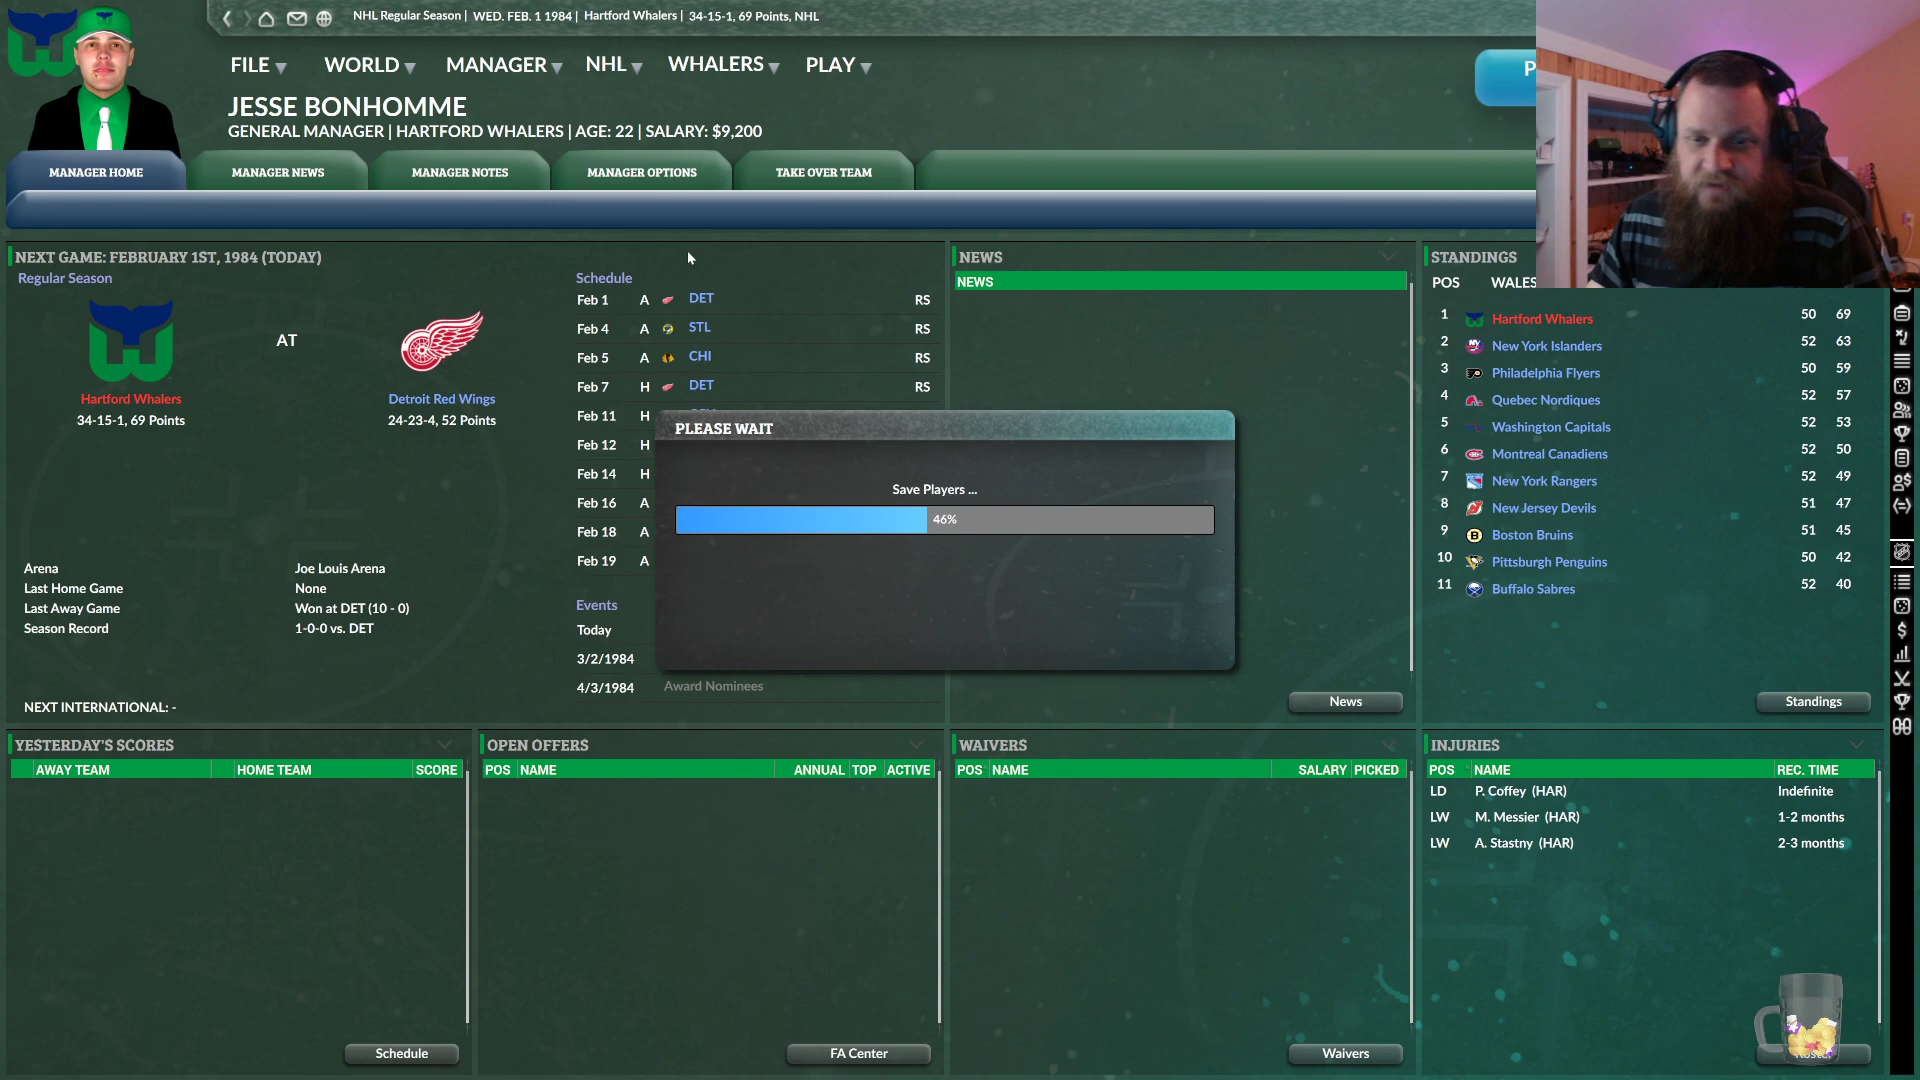 NHL Regular Season | WED. FEB. 1 1984 | Hartford Whalers | 34-15-1, 69 Points, NHL
FILE WORLD MANAGER NHL WHALERS PLAY
P
JESSE BONHOMME
GENERAL MANAGER | HARTFORD WHALERS | AGE: 22 | SALARY: $9,200
MANAGER HOME MANAGER NEWS MANAGER NOTES MANAGER OPTIONS TAKE OVER TEAM
NEXT GAME: FEBRUARY 1ST, 1984 (TODAY)
Regular Season
AT
Hartford Whalers
34-15-1, 69 Points
Detroit Red Wings
24-23-4, 52 Points
Arena Joe Louis Arena
Last Home Game None
Last Away Game Won at DET (10 - 0)
Season Record 1-0-0 vs. DET
NEXT INTERNATIONAL: -
Schedule
Feb 1 A DET RS
Feb 4 A STL RS
Feb 5 A CHI RS
Feb 7 H DET RS
Feb 11 H
Feb 12 H
Feb 14 H
Feb 16 A
Feb 18 A
Feb 19 A
Events
Today
3/2/1984
4/3/1984 Award Nominees
PLEASE WAIT
Save Players ...
46%
NEWS
NEWS
News
STANDINGS
POS WALES
1 Hartford Whalers 50 69
2 New York Islanders 52 63
3 Philadelphia Flyers 50 59
4 Quebec Nordiques 52 57
5 Washington Capitals 52 53
6 Montreal Canadiens 52 50
7 New York Rangers 52 49
8 New Jersey Devils 51 47
9 Boston Bruins 51 45
10 Pittsburgh Penguins 50 42
11 Buffalo Sabres 52 40
Standings
YESTERDAY'S SCORES
AWAY TEAM HOME TEAM SCORE
Schedule
OPEN OFFERS
POS NAME ANNUAL TOP ACTIVE
FA Center
WAIVERS
POS NAME SALARY PICKED
Waivers
INJURIES
POS NAME REC. TIME
LD P. Coffey (HAR) Indefinite
LW M. Messier (HAR) 1-2 months
LW A. Stastny (HAR) 2-3 months